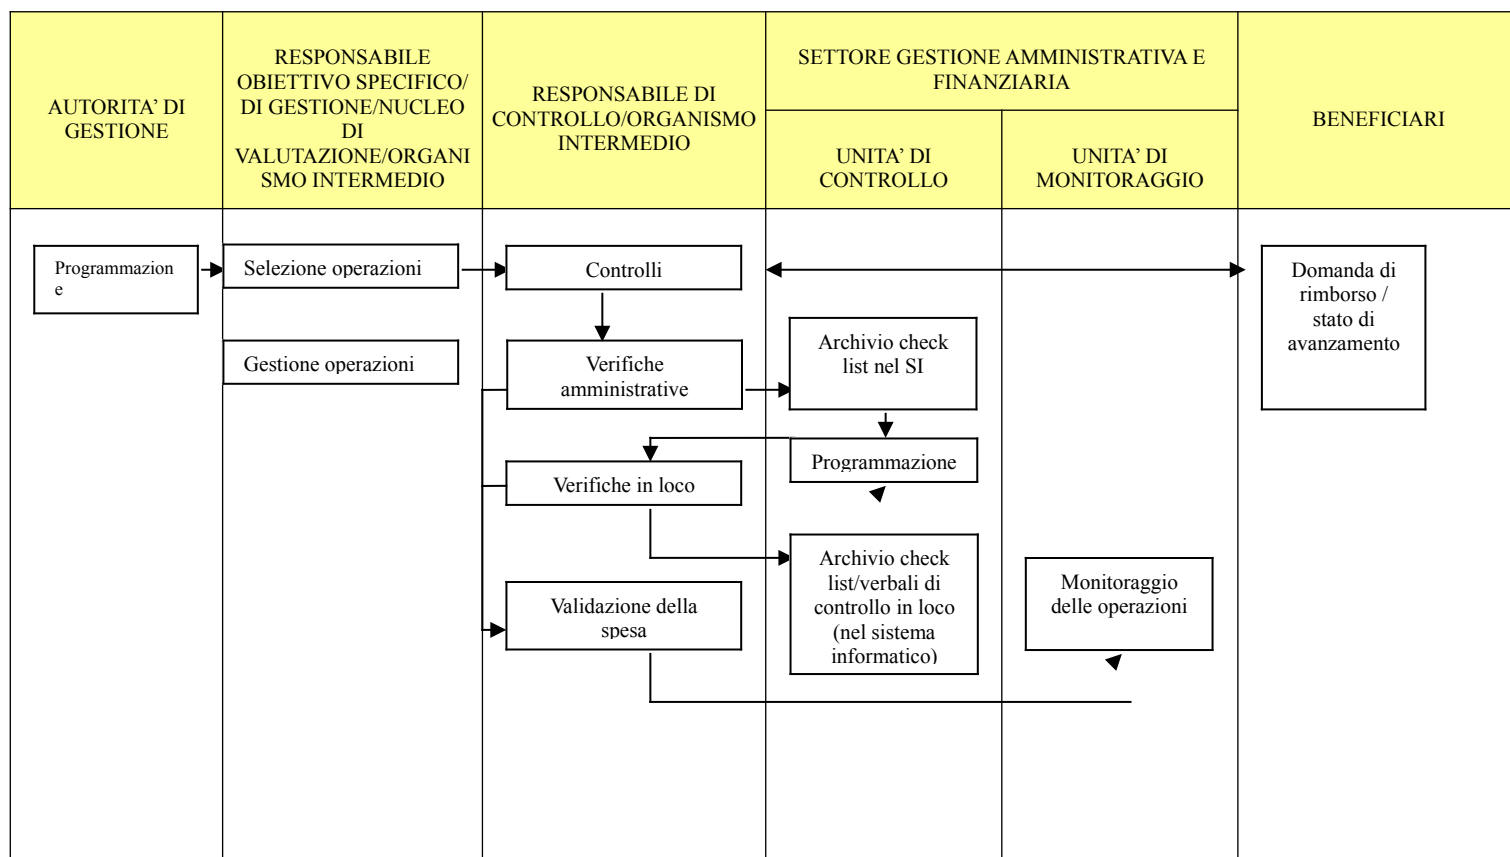 AUTORITA’ DI
GESTIONE
RESPONSABILE
OBIETTIVO SPECIFICO/
DI GESTIONE/NUCLEO
DI
VALUTAZIONE/ORGANI
SMO INTERMEDIO
RESPONSABILE DI
CONTROLLO/ORGANISMO
INTERMEDIO
SETTORE GESTIONE AMMINISTRATIVA E
FINANZIARIA
UNITA’ DI
CONTROLLO
UNITA’ DI
MONITORAGGIO
BENEFICIARI
Programmazion
e
Selezione operazioni
Controlli
Domanda di
rimborso /
stato di
avanzamento
Gestione operazioni
Verifiche
amministrative
Archivio check
list nel SI
Programmazione
Verifiche in loco
Archivio check
list/verbali di
controllo in loco
(nel sistema
informatico)
Monitoraggio
delle operazioni
Validazione della
spesa